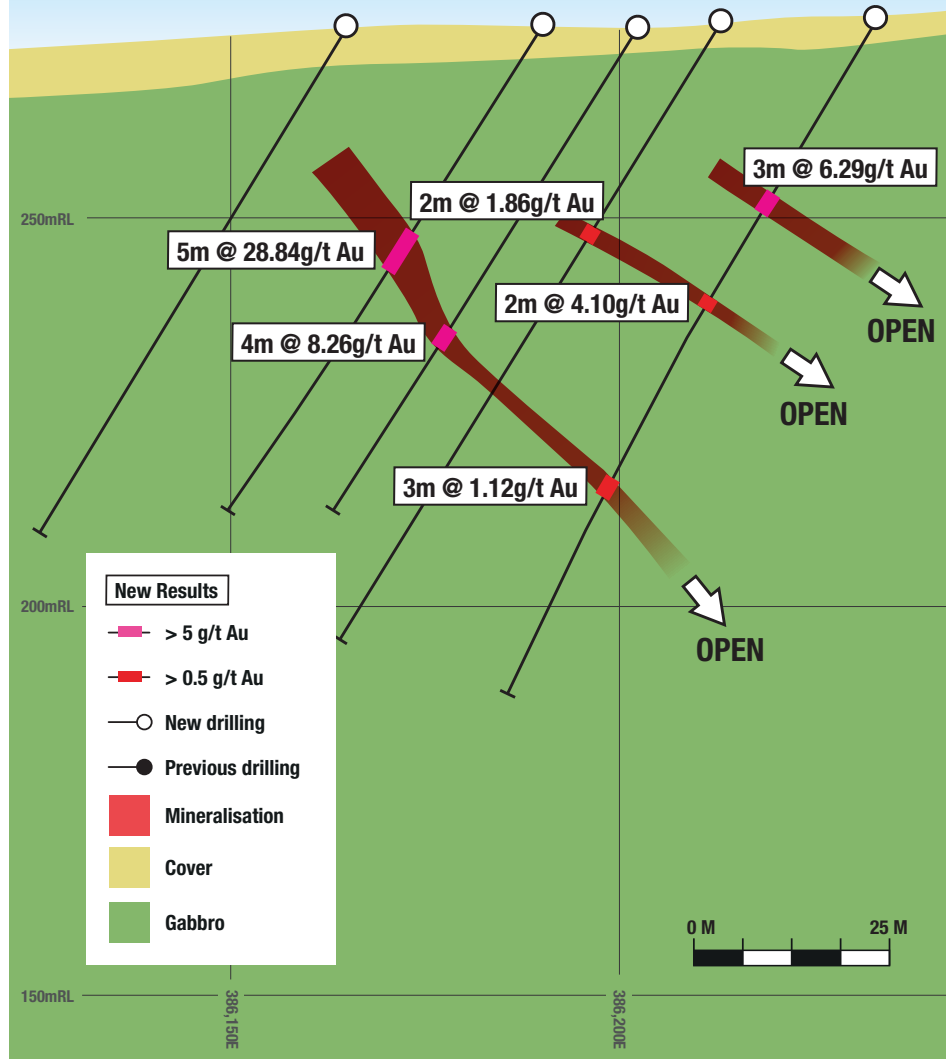 3m @ 6.29g/t Au
2m @ 1.86g/t Au
250mRL
5m @ 28.84g/t Au
2m @ 4.10g/t Au
OPEN
4m @ 8.26g/t Au
OPEN
3m @ 1.12g/t Au
200mRL
OPEN
New Results
> 5 g/t Au
> 0.5 g/t Au
New drilling
Previous drilling
Mineralisation
Cover
Gabbro
0 M
25 M
150mRL
386,150E
386,200E